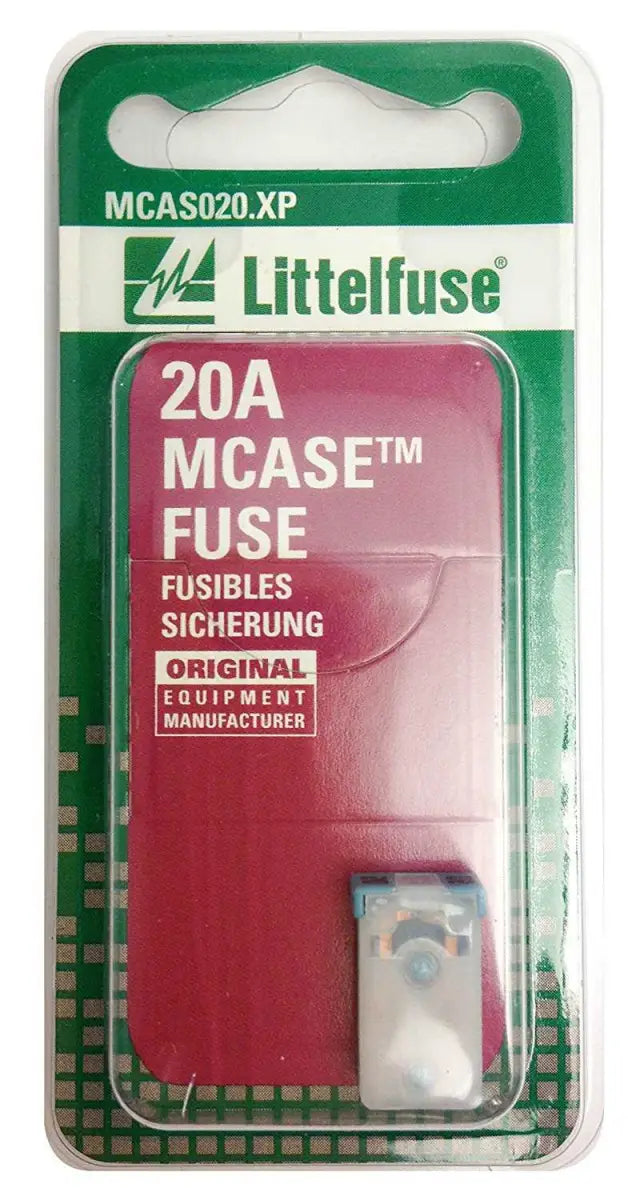 MCAS020.XP
Littelfuse®
20A
MCASE™
FUSE
FUSIBLES
SICHERUNG
ORIGINAL
EQUIPMENT
MANUFACTURER